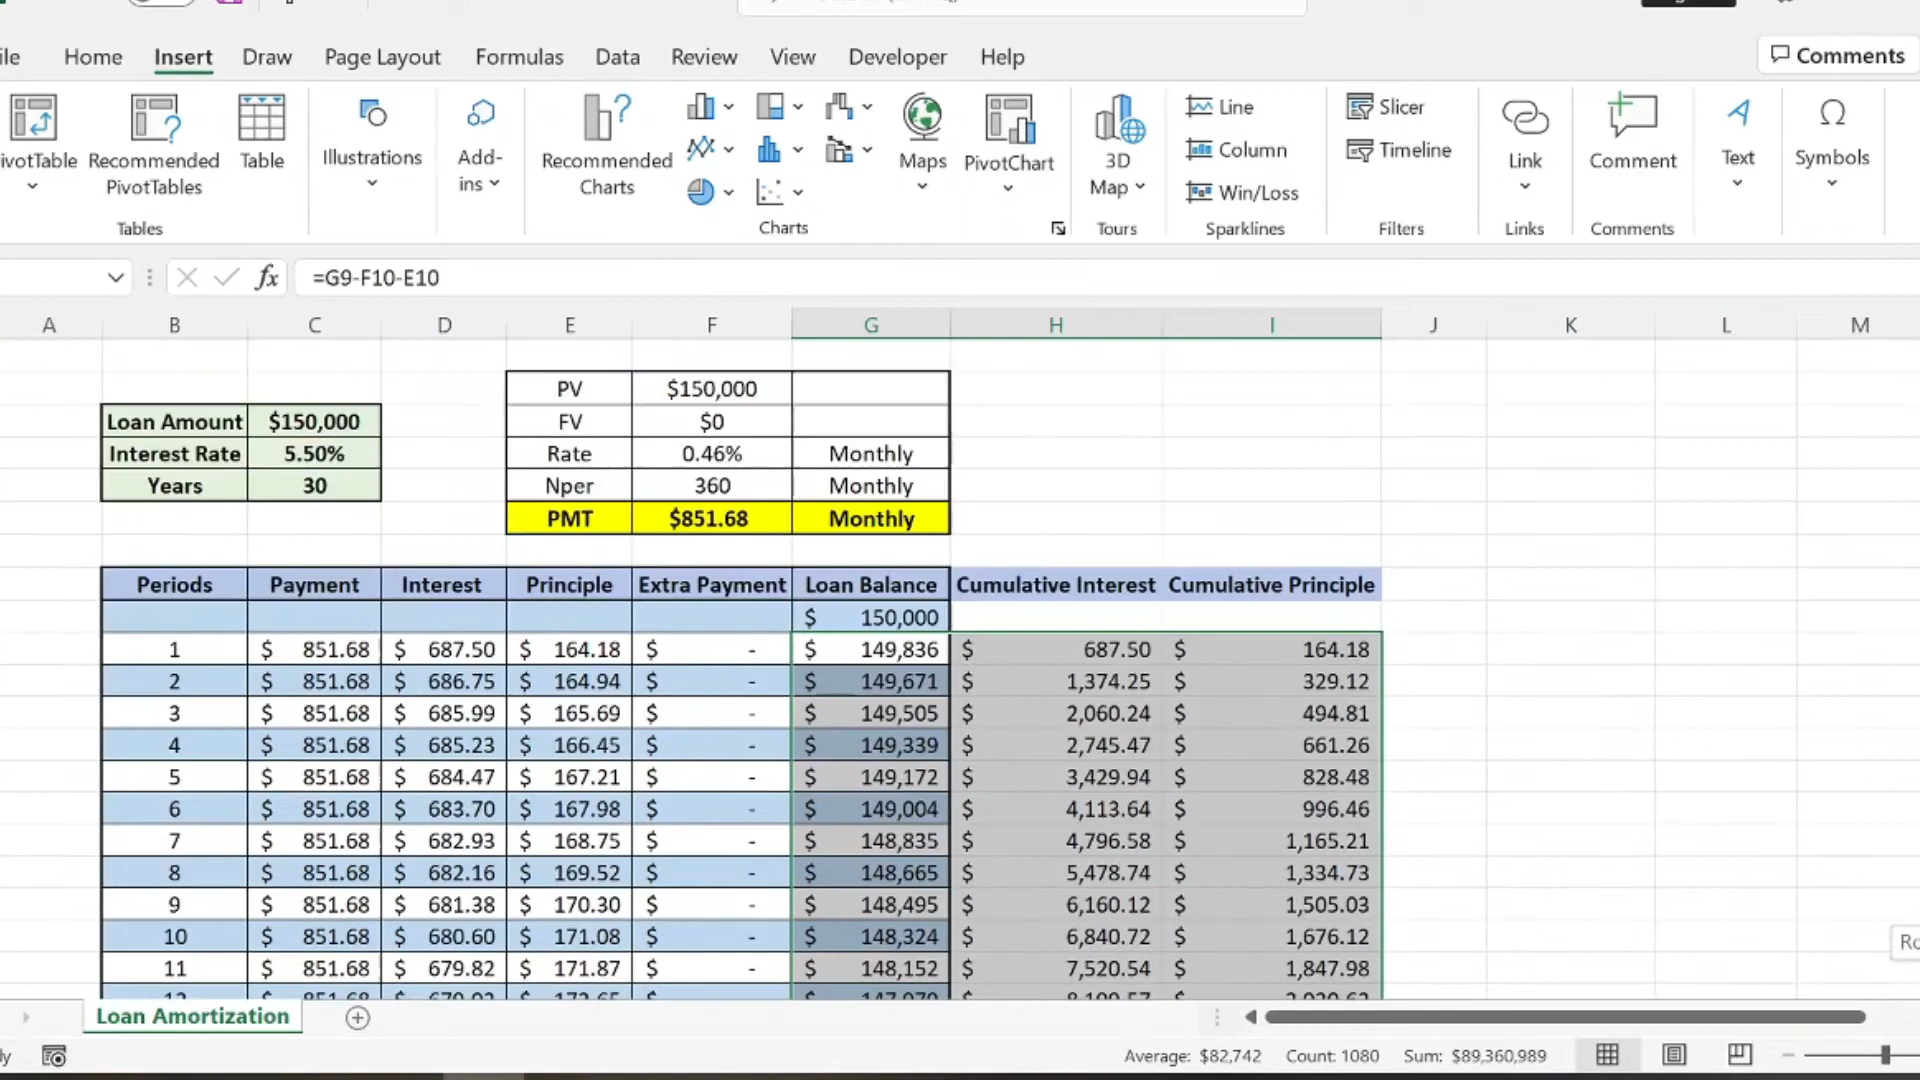 Home Insert Draw Page Layout Formulas Data Review View Developer Help Comments
Recommended PivotTables
Table
Tables
Illustrations
Add-ins
Recommended Charts
Maps
PivotChart
Charts
3D Map
Tours
Line
Column
Win/Loss
Sparklines
Slicer
Timeline
Filters
Link
Links
Comment
Comments
Text
Symbols
fx =G9-F10-E10
A B C D E F G H I J K L M
PV $150,000
Loan Amount $150,000 FV $0
Interest Rate 5.50% Rate 0.46% Monthly
Years 30 Nper 360 Monthly
PMT $851.68 Monthly
Periods Payment Interest Principle Extra Payment Loan Balance Cumulative Interest Cumulative Principle
$ 150,000
1 $ 851.68 $ 687.50 $ 164.18 $ - $ 149,836 $ 687.50 $ 164.18
2 $ 851.68 $ 686.75 $ 164.94 $ - $ 149,671 $ 1,374.25 $ 329.12
3 $ 851.68 $ 685.99 $ 165.69 $ - $ 149,505 $ 2,060.24 $ 494.81
4 $ 851.68 $ 685.23 $ 166.45 $ - $ 149,339 $ 2,745.47 $ 661.26
5 $ 851.68 $ 684.47 $ 167.21 $ - $ 149,172 $ 3,429.94 $ 828.48
6 $ 851.68 $ 683.70 $ 167.98 $ - $ 149,004 $ 4,113.64 $ 996.46
7 $ 851.68 $ 682.93 $ 168.75 $ - $ 148,835 $ 4,796.58 $ 1,165.21
8 $ 851.68 $ 682.16 $ 169.52 $ - $ 148,665 $ 5,478.74 $ 1,334.73
9 $ 851.68 $ 681.38 $ 170.30 $ - $ 148,495 $ 6,160.12 $ 1,505.03
10 $ 851.68 $ 680.60 $ 171.08 $ - $ 148,324 $ 6,840.72 $ 1,676.12
11 $ 851.68 $ 679.82 $ 171.87 $ - $ 148,152 $ 7,520.54 $ 1,847.98
Loan Amortization
Average: $82,742 Count: 1080 Sum: $89,360,989